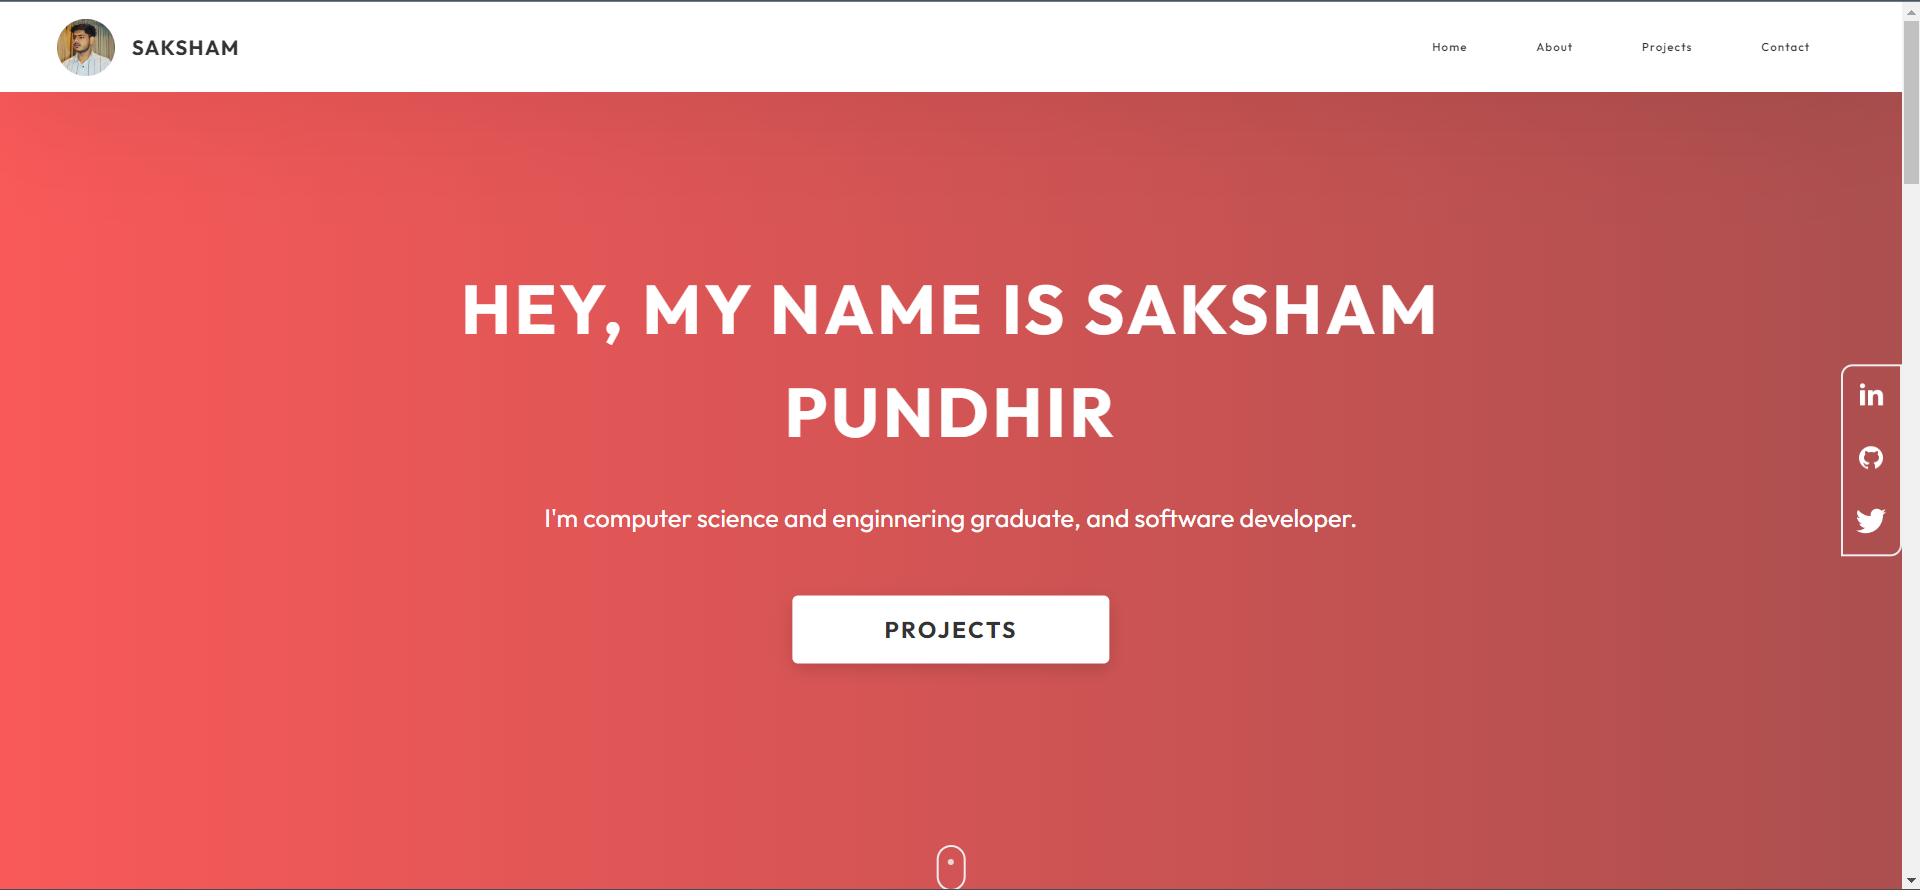 SAKSHAM
Home About Projects Contact
HEY, MY NAME IS SAKSHAM
PUNDHIR
I'm computer science and enginnering graduate, and software developer.
in
PROJECTS